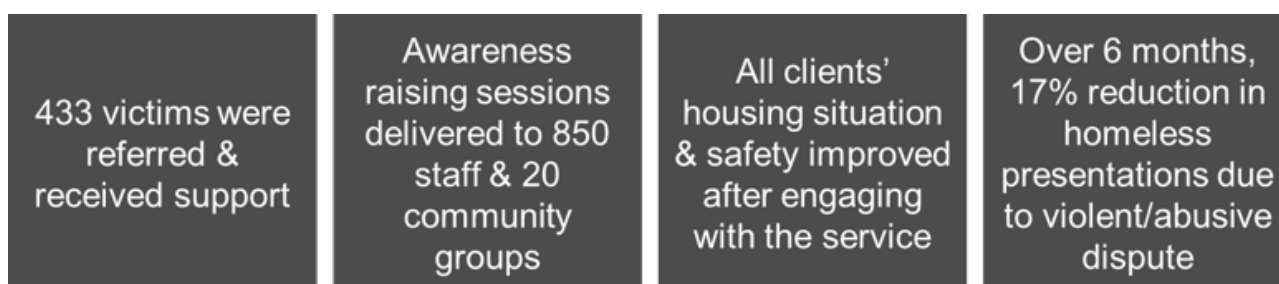 433 victims were
referred &
received support
Awareness
raising sessions
delivered to 850
staff & 20
community
groups
All clients’
housing situation
& safety improved
after engaging
with the service
Over 6 months,
17% reduction in
homeless
presentations due
to violent/abusive
dispute